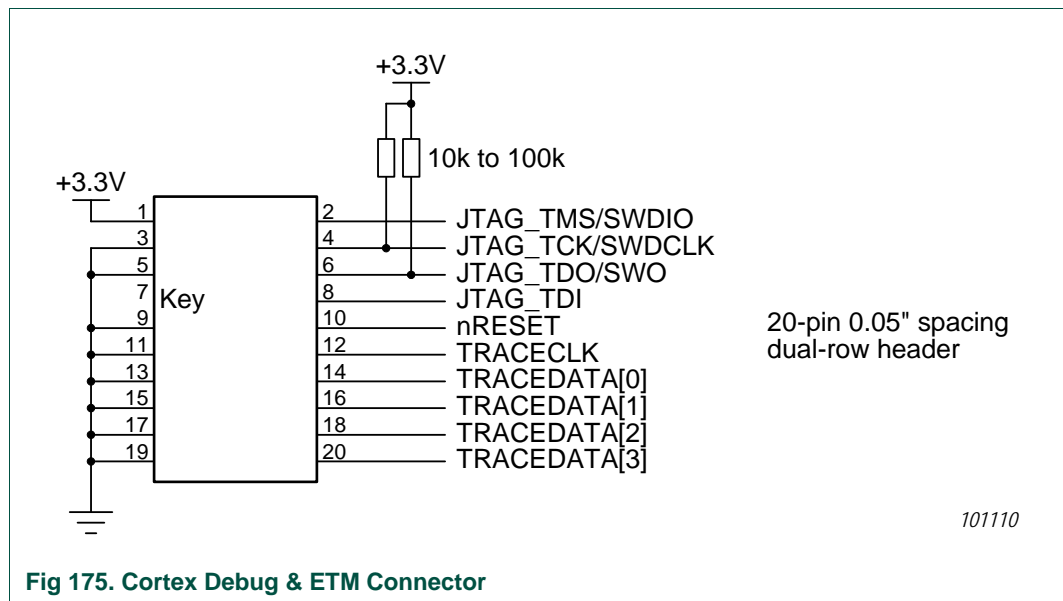 +3.3V
10k to 100k
+3.3V
1 2 JTAG_TMS/SWDIO
3 4 JTAG_TCK/SWDCLK
5 6 JTAG_TDO/SWO
7 Key 8 JTAG_TDI
9 10 nRESET
11 12 TRACECLK
13 14 TRACEDATA[0]
15 16 TRACEDATA[1]
17 18 TRACEDATA[2]
19 20 TRACEDATA[3]
20-pin 0.05" spacing
dual-row header
101110
Fig 175. Cortex Debug & ETM Connector